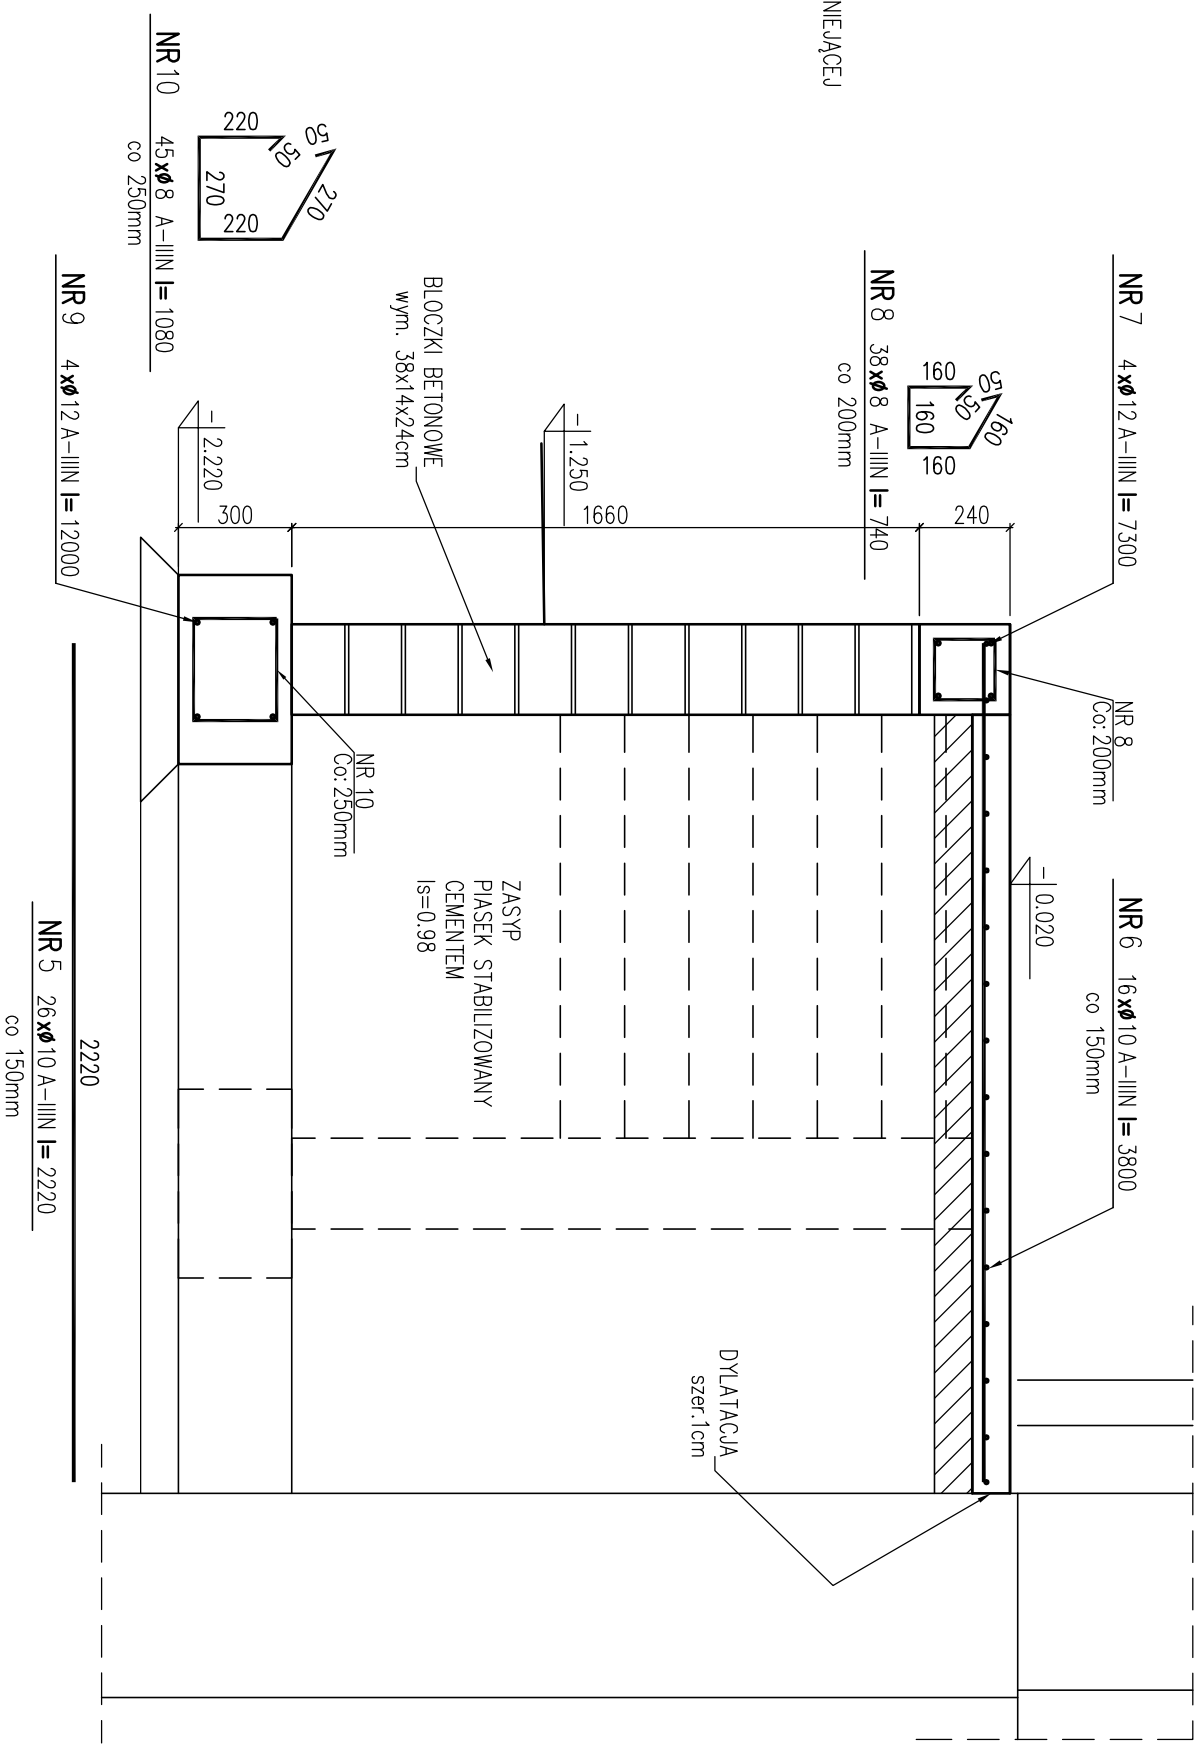 NIEJĄCEJ
NR 7 4xø12 A-IIIN l= 7300
NR 6 16xø10 A-IIIN l= 3800
co 150mm
NR 8
Co: 200mm
-0.020
50
50
160
160
160
160
NR 8 38xø8 A-IIIN l= 740
co 200mm
240
1660
300
-1.250
-2.220
BLOCZKI BETONOWE
wym. 38x14x24cm
ZASYP
PIASEK STABILIZOWANY
CEMENTEM
Is=0.98
DYLATACJA
szer.1cm
NR 10
Co: 250mm
50
50
270
220
270
220
NR 10 45xø8 A-IIIN l= 1080
co 250mm
NR 9 4xø12 A-IIIN l= 12000
2220
NR 5 26xø10 A-IIIN l= 2220
co 150mm